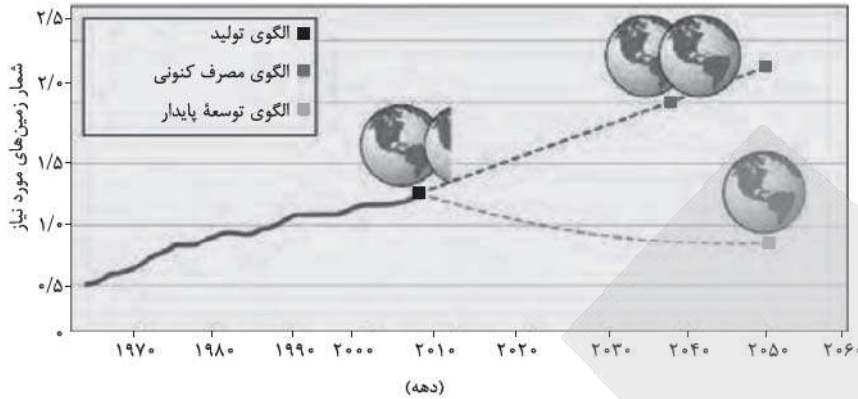 الگوی تولید
الگوی مصرف کنونی
الگوی توسعهٔ پایدار
شمار زمین‌های مورد نیاز
۲/۵
۲/۰
۱/۵
۱/۰
۰/۵
۰
۱۹۷۰ ۱۹۸۰ ۱۹۹۰ ۲۰۰۰ ۲۰۱۰ ۲۰۲۰ ۲۰۳۰ ۲۰۴۰ ۲۰۵۰ ۲۰۶۰
(دهه)